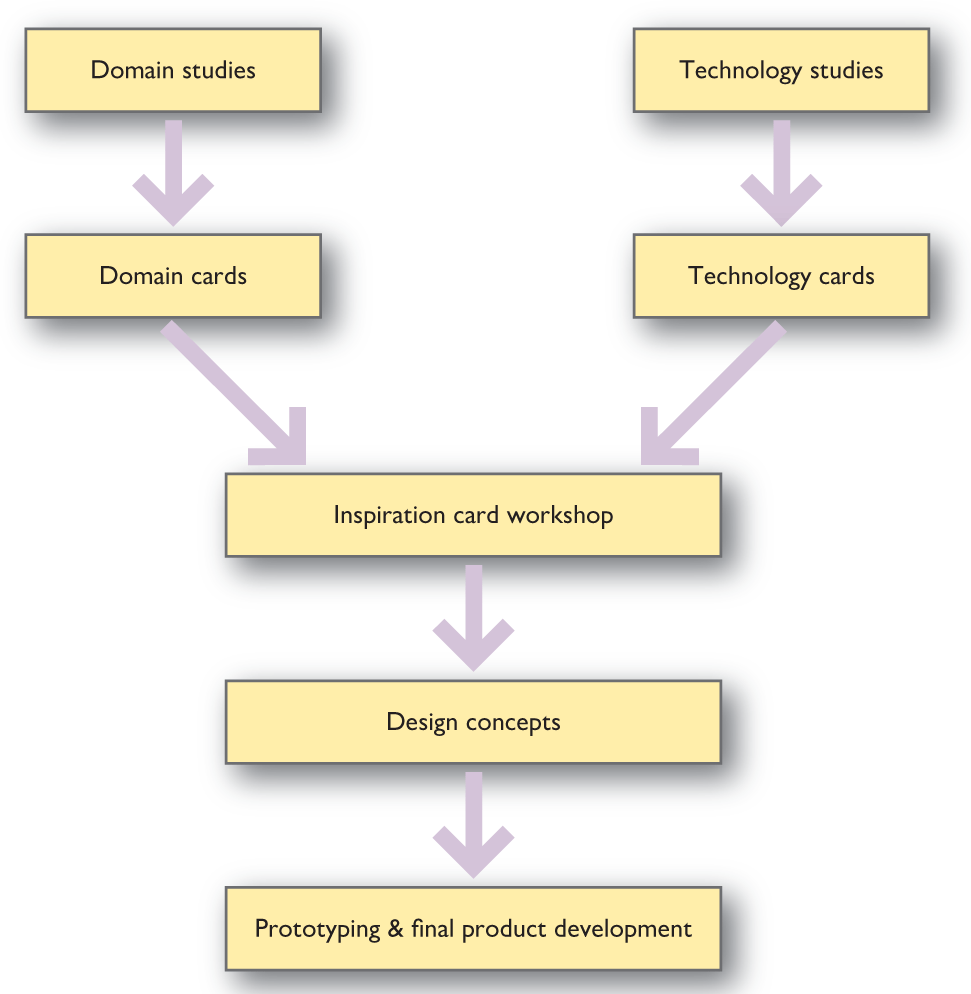 Domain studies
Technology studies
Domain cards
Technology cards
Inspiration card workshop
Design concepts
Prototyping & final product development